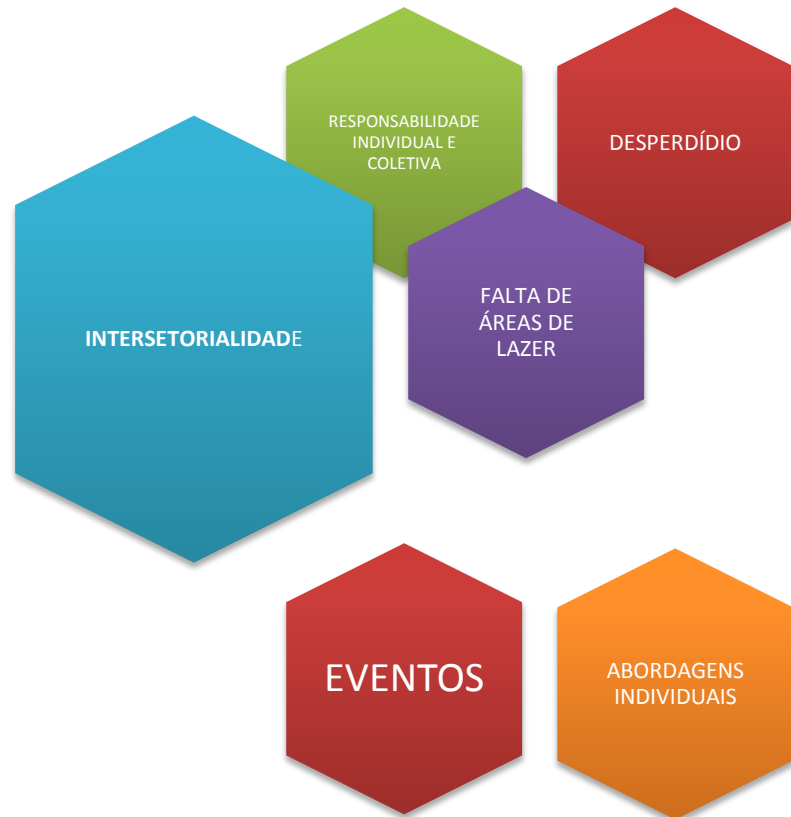 RESPONSABILIDADE
INDIVIDUAL E
COLETIVA
DESPERDÍDIO
INTERSETORIALIDADE
FALTA DE
ÁREAS DE
LAZER
EVENTOS
ABORDAGENS
INDIVIDUAIS